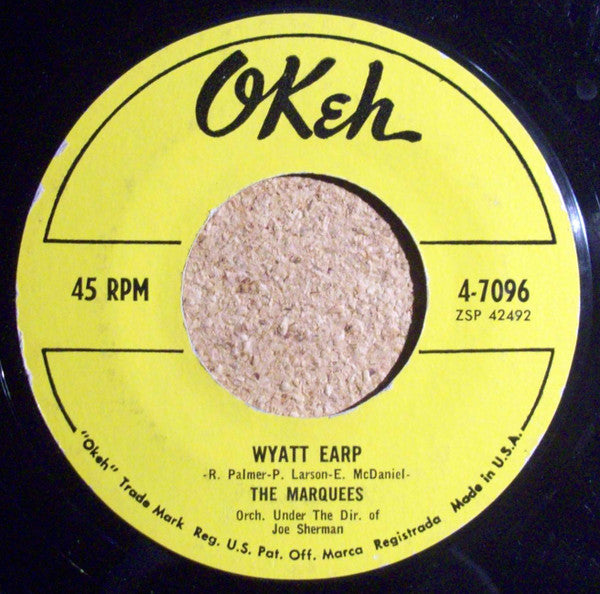 OKeh
45 RPM
4-7096
ZSP 42492
WYATT EARP
-R. Palmer-P. Larson-E. McDaniel-
THE MARQUEES
Orch. Under The Dir. of
Joe Sherman
"Okeh" Trade Mark Reg. U.S. Pat. Off. Marca Registrada Made in U.S.A.